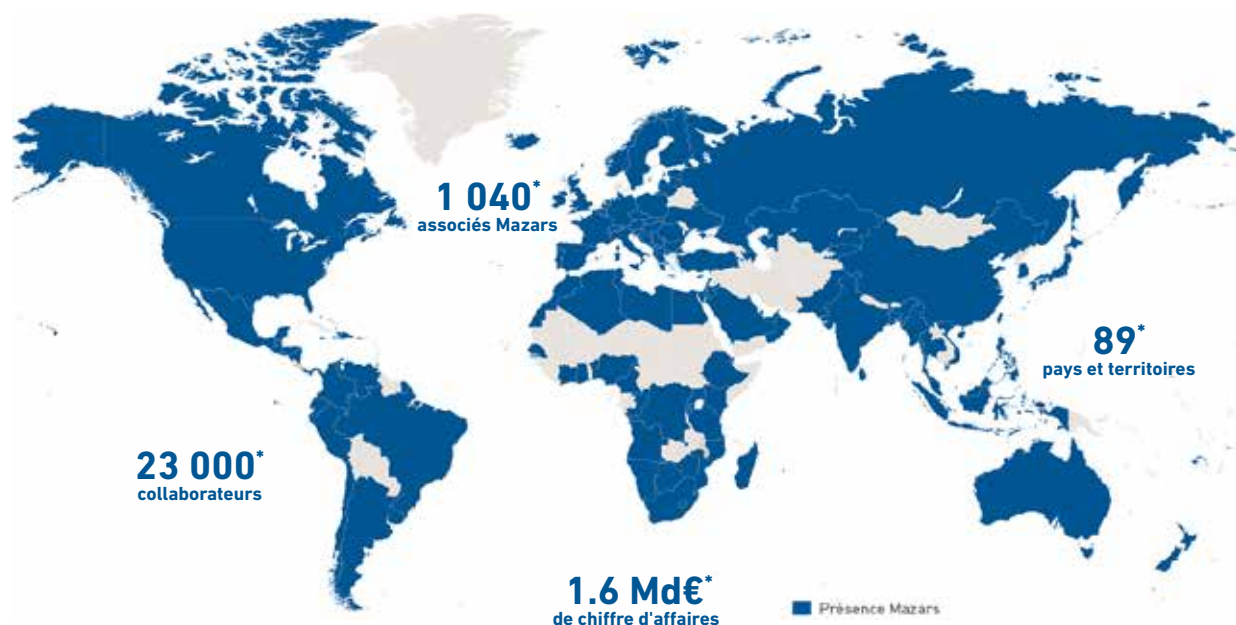 1 040*
associés Mazars
89*
pays et territoires
23 000*
collaborateurs
1.6 Md€*
de chiffre d'affaires
Présence Mazars